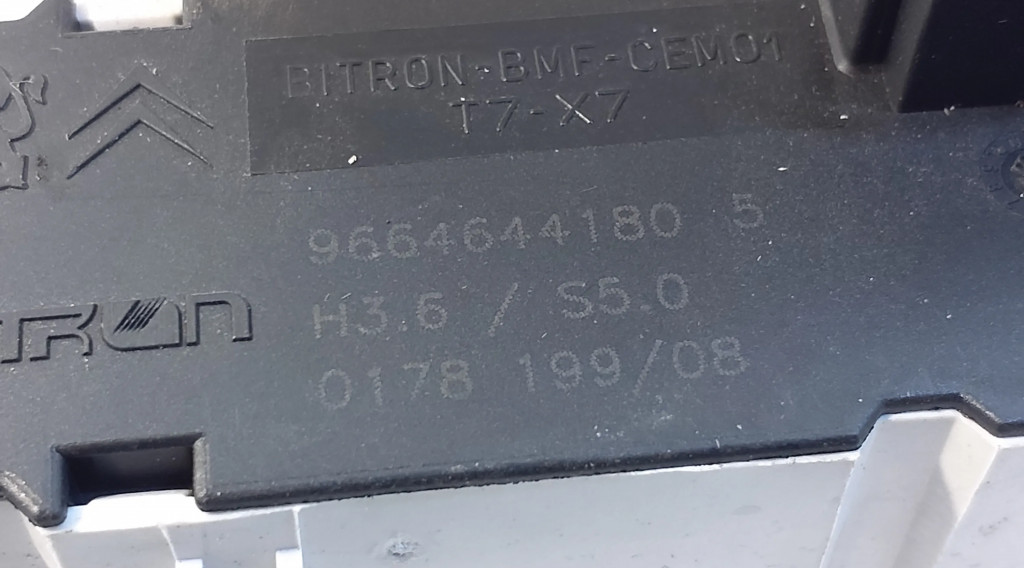 BITRON-BMF-CEM01
T7-X7
9664644180 5
H3.6 / S5.0
0178 199/08